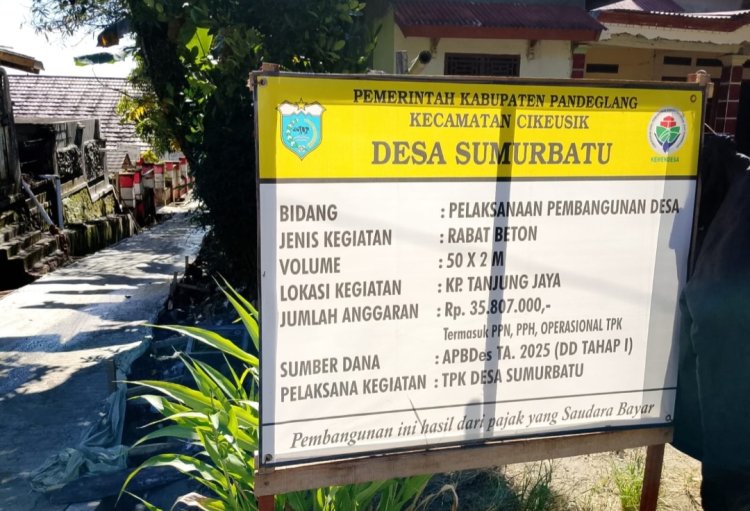 PEMERINTAH KABUPATEN PANDEGLANG
KECAMATAN CIKEUSIK
DESA SUMURBATU
KEMENDESA
BIDANG : PELAKSANAAN PEMBANGUNAN DESA
JENIS KEGIATAN : RABAT BETON
VOLUME : 50 X 2 M
LOKASI KEGIATAN : KP. TANJUNG JAYA
JUMLAH ANGGARAN : Rp. 35.807.000,-
Termasuk PPN, PPH, OPERASIONAL TPK
SUMBER DANA : APBDes TA. 2025 (DD TAHAP I)
PELAKSANA KEGIATAN : TPK DESA SUMURBATU
Pembangunan ini hasil dari pajak yang Saudara Bayar